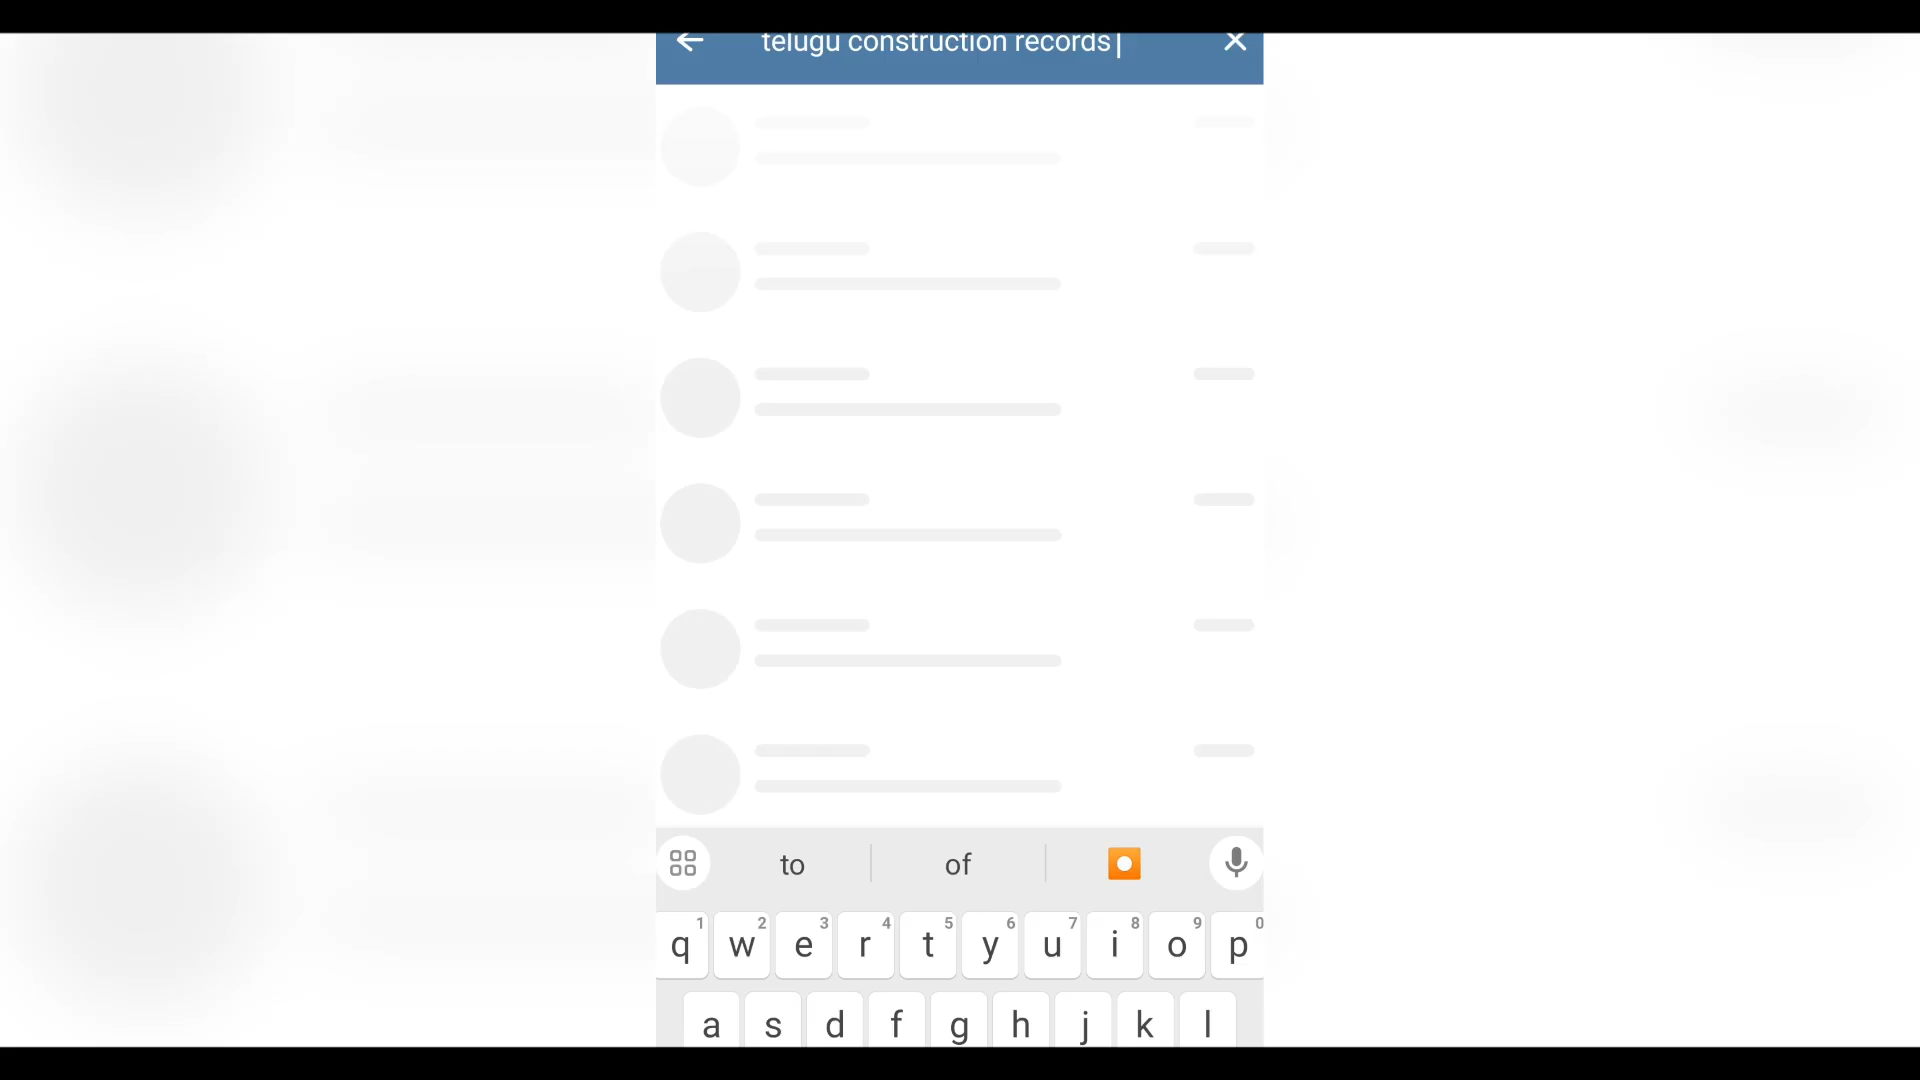 telugu construction records
to of
1 2 3 4 5 6 7 8 9 0
q w e r t y u i o p
a s d f g h j k l